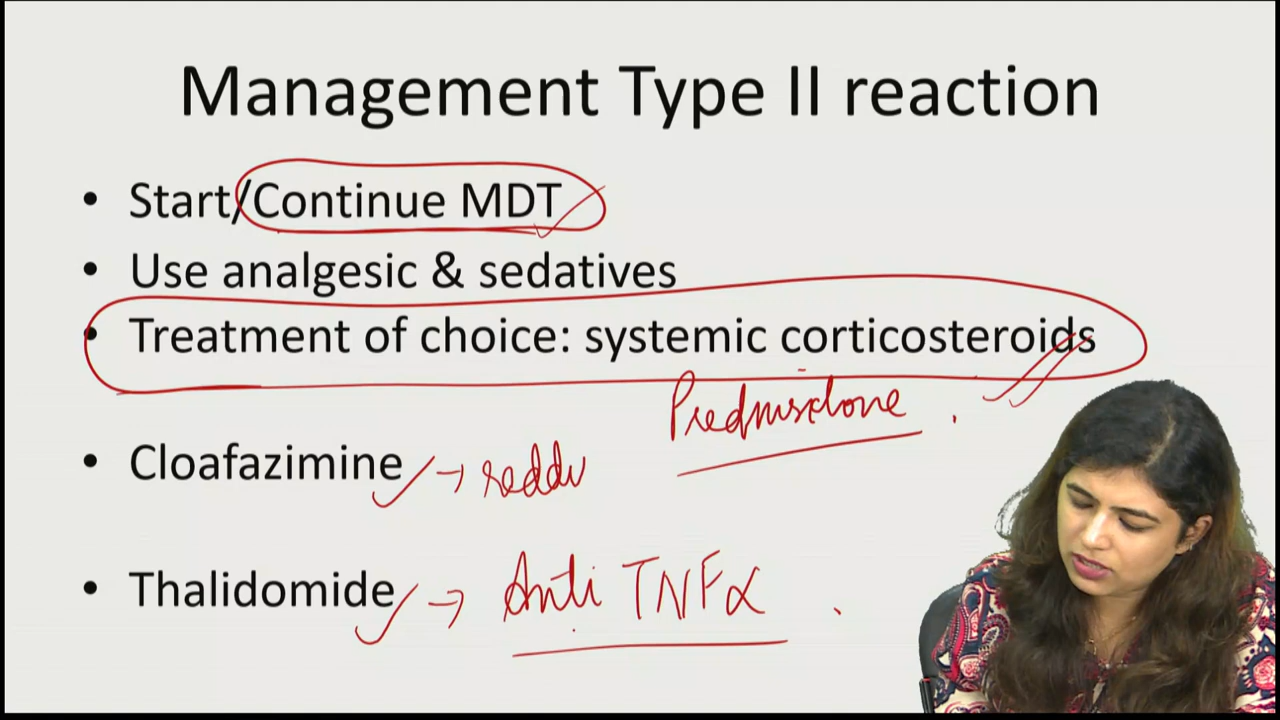 Management Type II reaction
• Start/Continue MDT
• Use analgesic & sedatives
• Treatment of choice: systemic corticosteroids
Prednisolone
• Cloafazimine → reddu
• Thalidomide → Anti TNFα